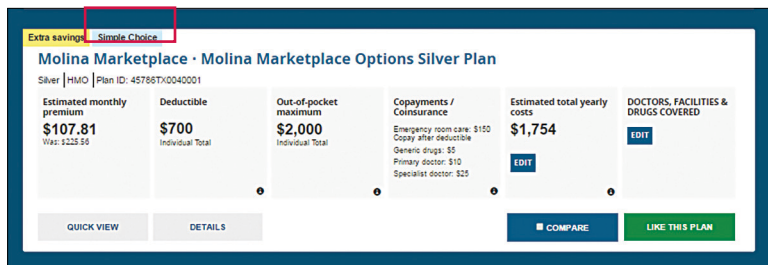 Extra savings Simple Choice
Molina Marketplace · Molina Marketplace Options Silver Plan
Silver | HMO | Plan ID: 45786TX0040001
Estimated monthly premium
$107.81
Was: $225.56
Deductible
$700
Individual Total
Out-of-pocket maximum
$2,000
Individual Total
Copayments / Coinsurance
Emergency room care: $150
Copay after deductible
Generic drugs: $5
Primary doctor: $10
Specialist doctor: $25
Estimated total yearly costs
$1,754
EDIT
DOCTORS, FACILITIES & DRUGS COVERED
EDIT
QUICK VIEW
DETAILS
COMPARE
LIKE THIS PLAN